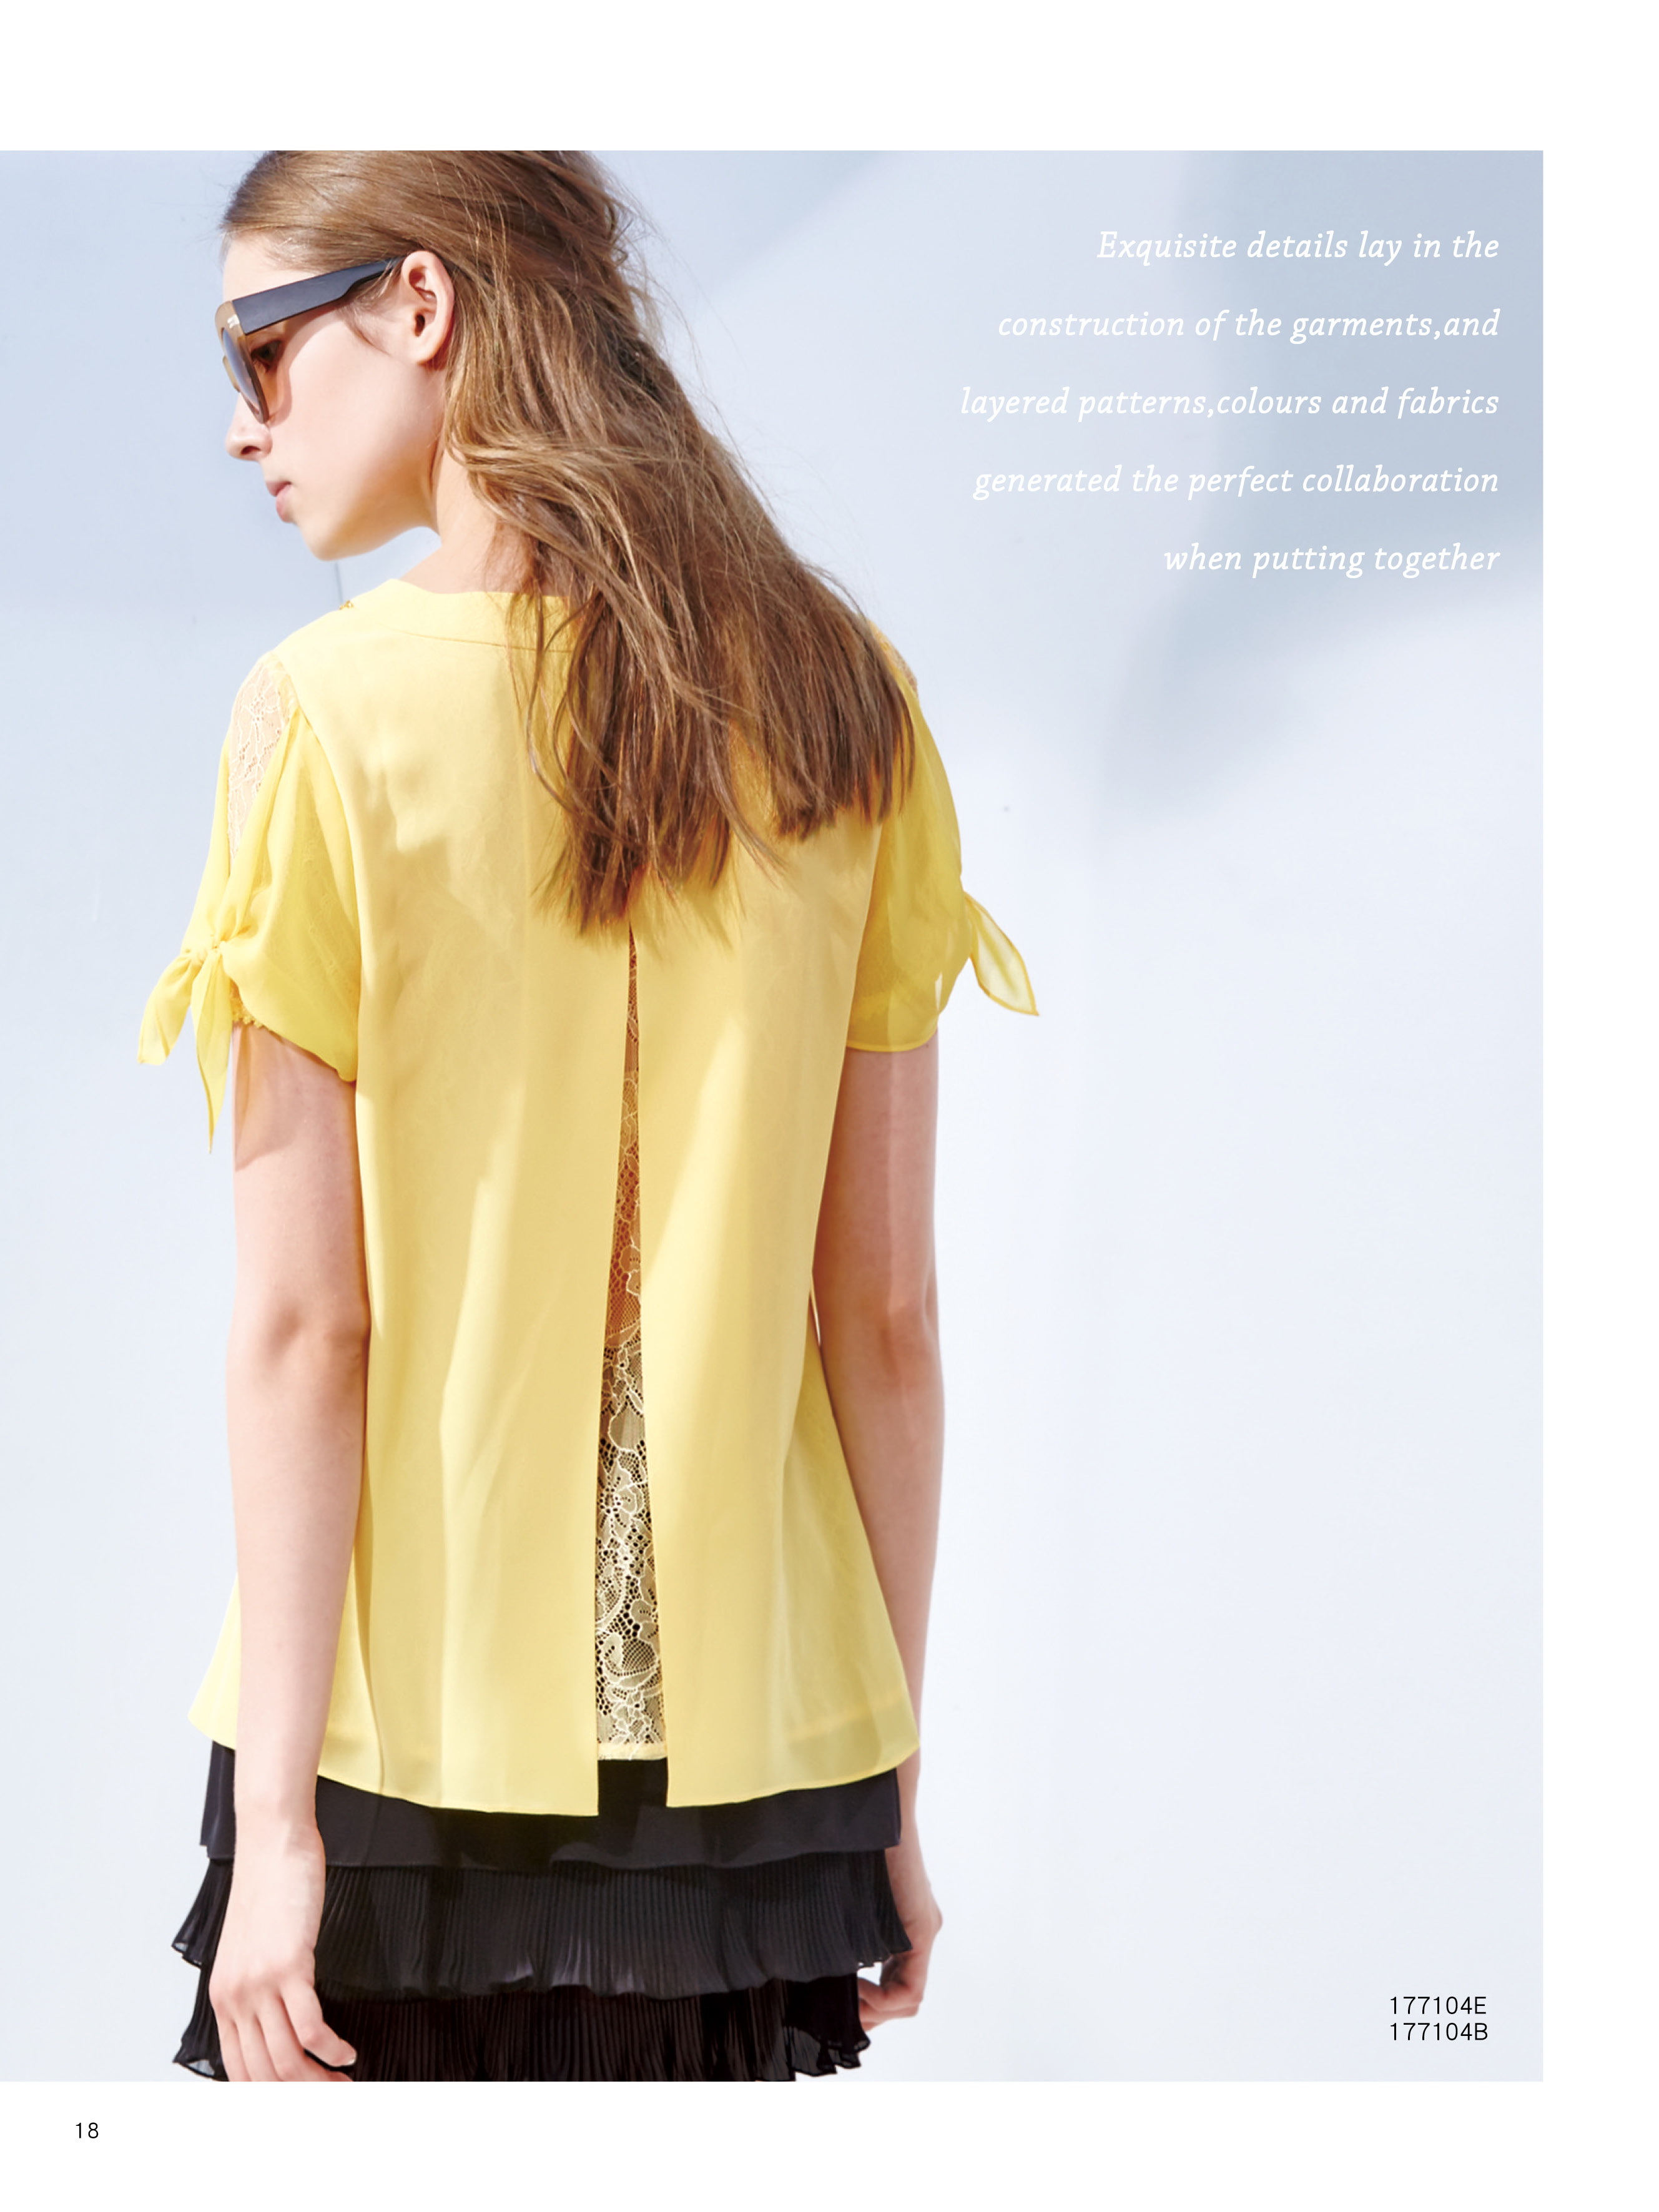 Exquisite details lay in the
construction of the garments,and
layered patterns,colours and fabrics
generated the perfect collaboration
when putting together
177104E
177104B
18